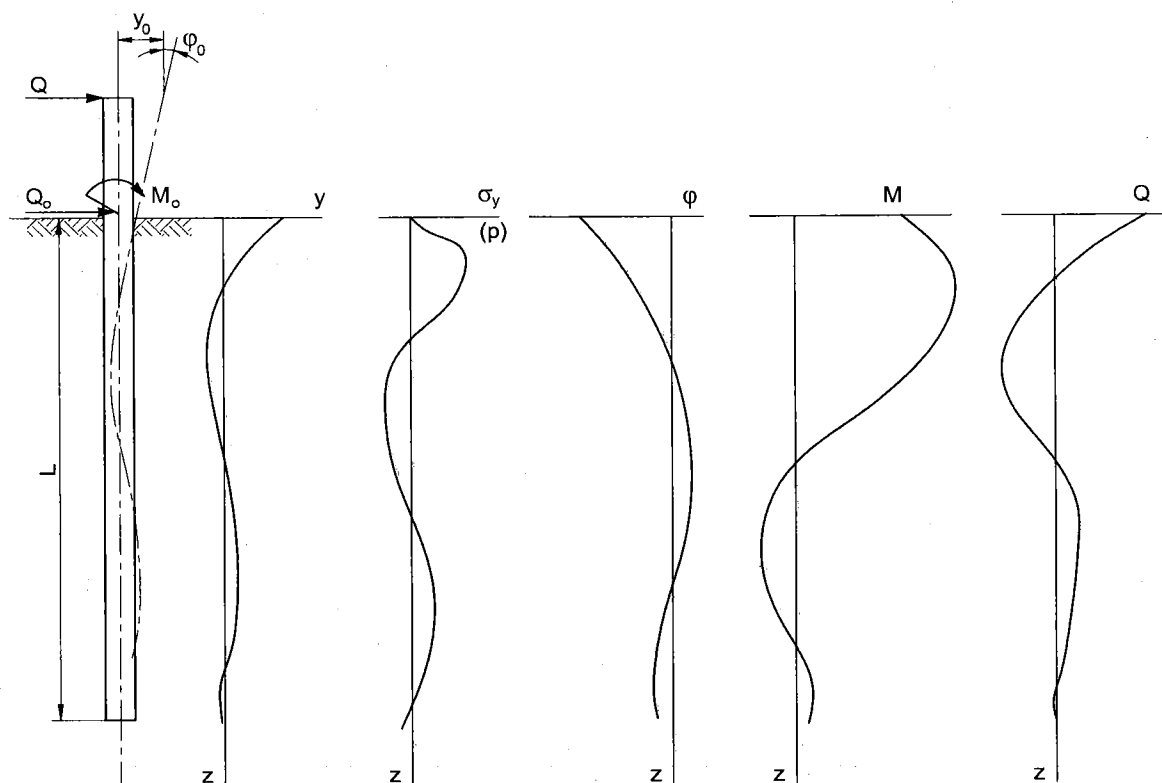 y₀
φ₀
Q
Q₀ M₀ y σy φ M Q
(p)
L
z z z z z